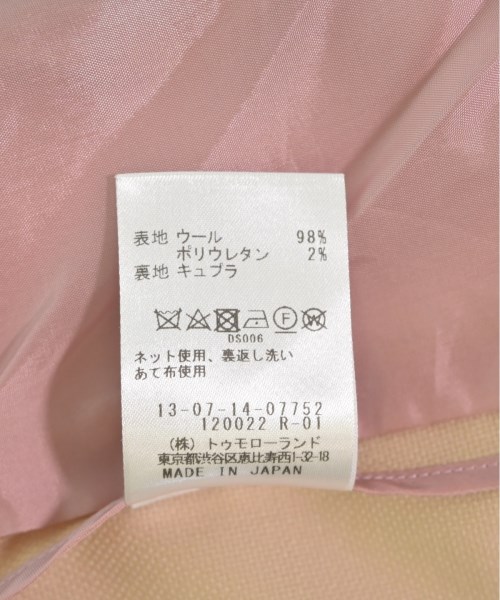 表地 ウール 98%
ポリウレタン 2%
裏地 キュプラ
F W
DS006
ネット使用、裏返し洗い
あて布使用
13-07-14-07752
120022 R-01
(株) トゥモローランド
東京都渋谷区恵比寿西1-32-18
MADE IN JAPAN